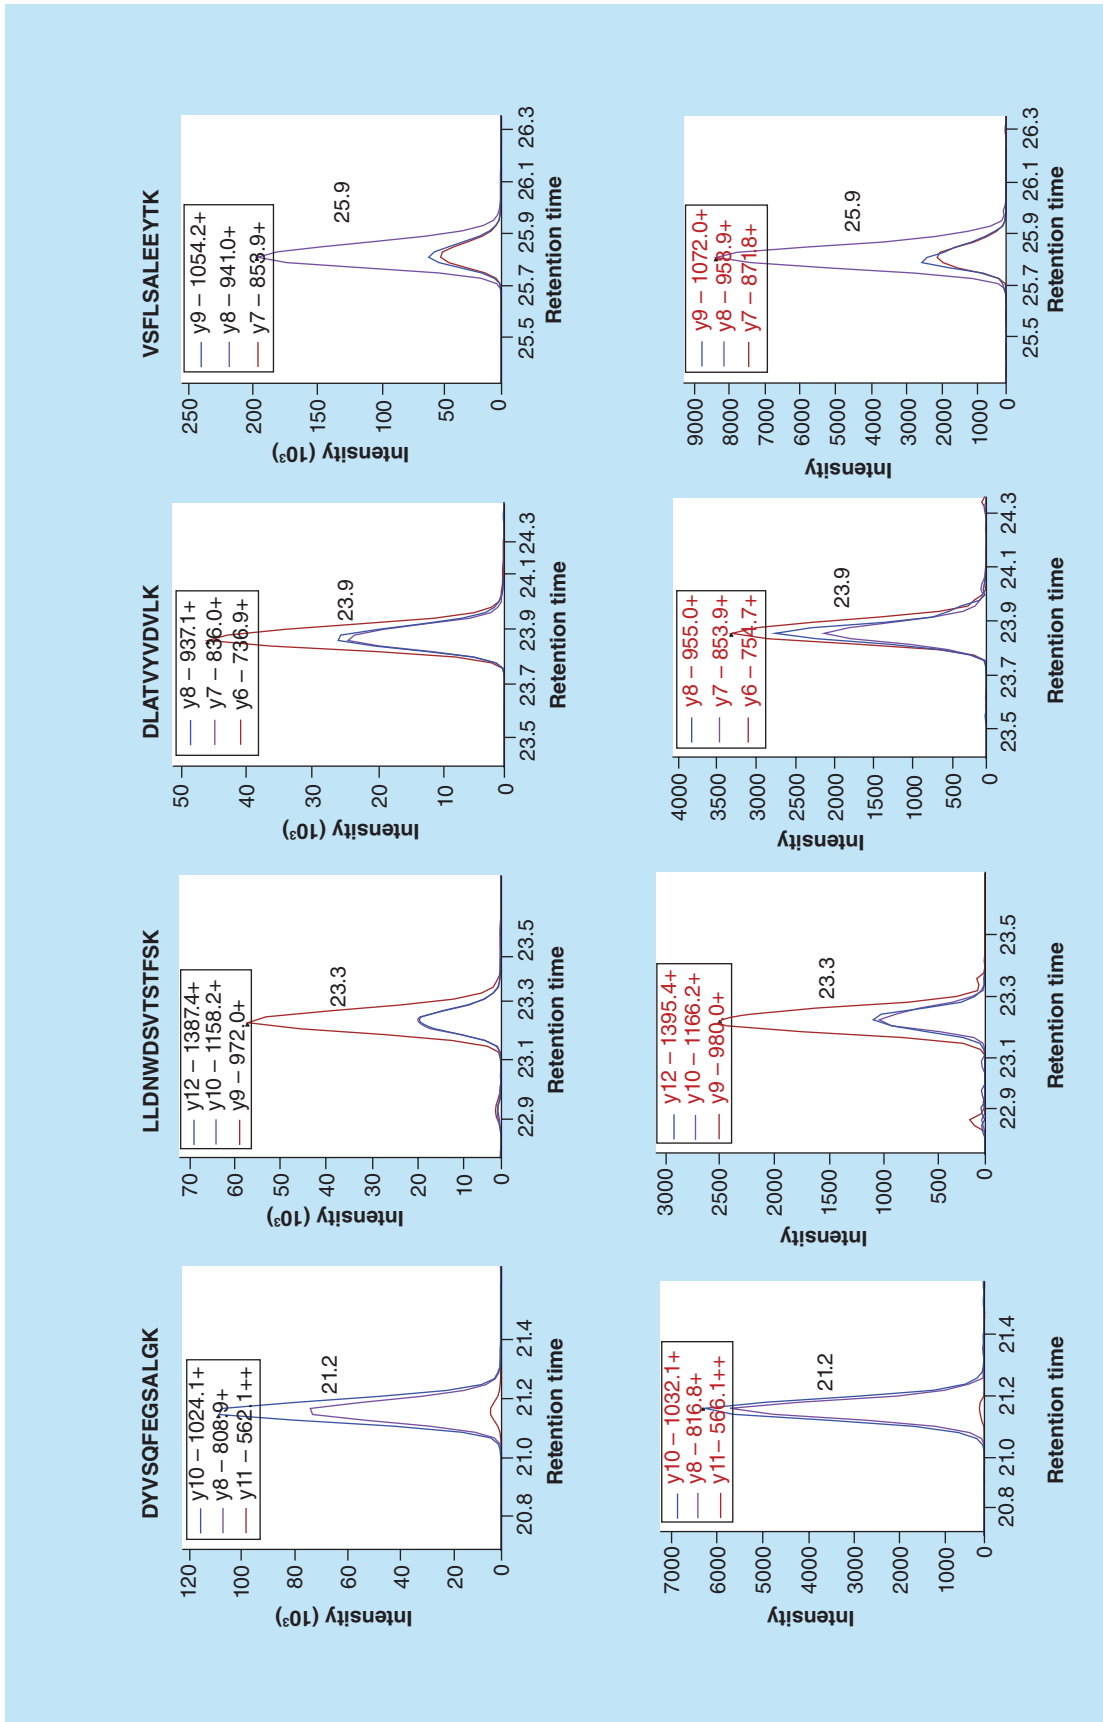 DYVSQFEGSALGK
120
100
80
60
40
20
0
Intensity (10³)
y10 – 1024.1+
y8 – 808.9+
y11 – 562.1++
21.2
20.8 21.0 21.2 21.4
Retention time
LLDNWDSVTSTFSK
70
60
50
40
30
20
10
0
Intensity (10³)
y12 – 1387.4+
y10 – 1158.2+
y9 – 972.0+
23.3
22.9 23.1 23.3 23.5
Retention time
DLATVYVDVLK
50
40
30
20
10
0
Intensity (10³)
y8 – 937.1+
y7 – 836.0+
y6 – 736.9+
23.9
23.5 23.7 23.9 24.1 24.3
Retention time
VSFLSALEEYTK
250
200
150
100
50
0
Intensity (10³)
y9 – 1054.2+
y8 – 941.0+
y7 – 853.9+
25.9
25.5 25.7 25.9 26.1 26.3
Retention time
7000
6000
5000
4000
3000
2000
1000
0
Intensity
y10 – 1032.1+
y8 – 816.8+
y11– 566.1++
21.2
20.8 21.0 21.2 21.4
Retention time
3000
2500
2000
1500
1000
500
0
Intensity
y12 – 1395.4+
y10 – 1166.2+
y9 – 980.0+
23.3
22.9 23.1 23.3 23.5
Retention time
4000
3500
3000
2500
2000
1500
1000
500
0
Intensity
y8 – 955.0+
y7 – 853.9+
y6 – 754.7+
23.9
23.5 23.7 23.9 24.1 24.3
Retention time
9000
8000
7000
6000
5000
4000
3000
2000
1000
0
Intensity
y9 – 1072.0+
y8 – 958.9+
y7 – 871.8+
25.9
25.5 25.7 25.9 26.1 26.3
Retention time